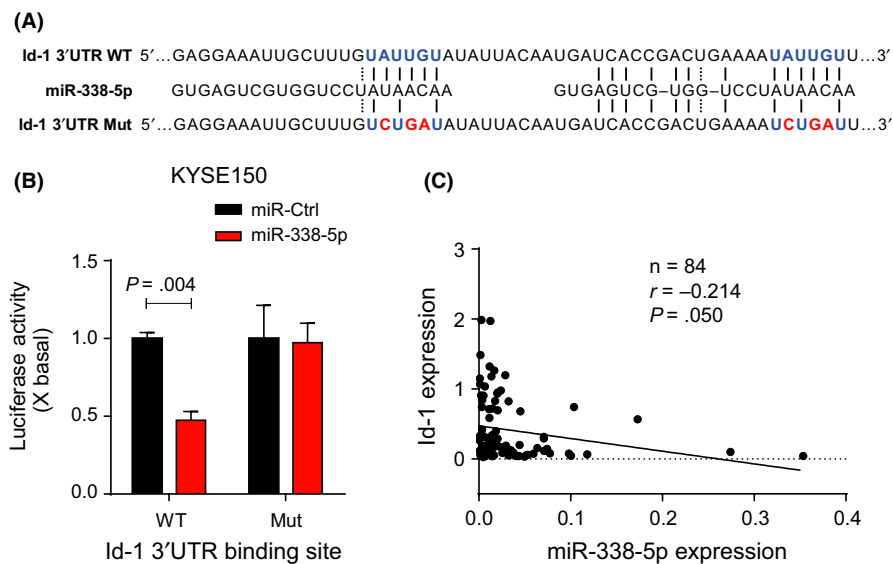 (A)
Id-1 3′UTR WT 5′…GAGGAAAUUGCUUUGUAUUGUAUAUUACAAUGAUCACCGACUGAAAAUAUUGUU…3′
miR-338-5p GUGAGUCGUGGUCCUAUAACAA GUGAGUCG–UGG–UCCUAUAACAA
Id-1 3′UTR Mut 5′…GAGGAAAUUGCUUUGUCUGAUAUAUUACAAUGAUCACCGACUGAAAAUCUGAUU…3′
(B)
KYSE150
miR-Ctrl
miR-338-5p
P = .004
Luciferase activity
(X basal)
1.5
1.0
0.5
0.0
WT Mut
Id-1 3′UTR binding site
(C)
n = 84
r = –0.214
P = .050
Id-1 expression
3
2
1
0
0.0 0.1 0.2 0.3 0.4
miR-338-5p expression